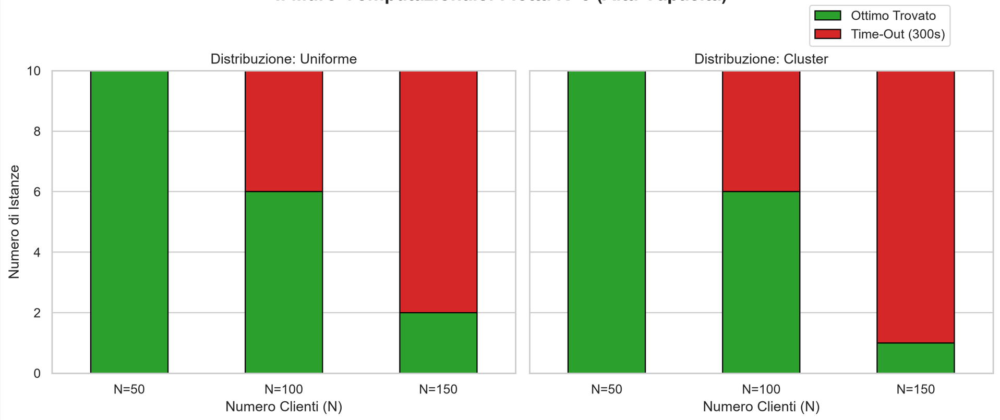 Ottimo Trovato
Time-Out (300s)
Distribuzione: Uniforme
Distribuzione: Cluster
10
8
6
4
2
0
Numero di Istanze
N=50
N=100
N=150
N=50
N=100
N=150
Numero Clienti (N)
Numero Clienti (N)